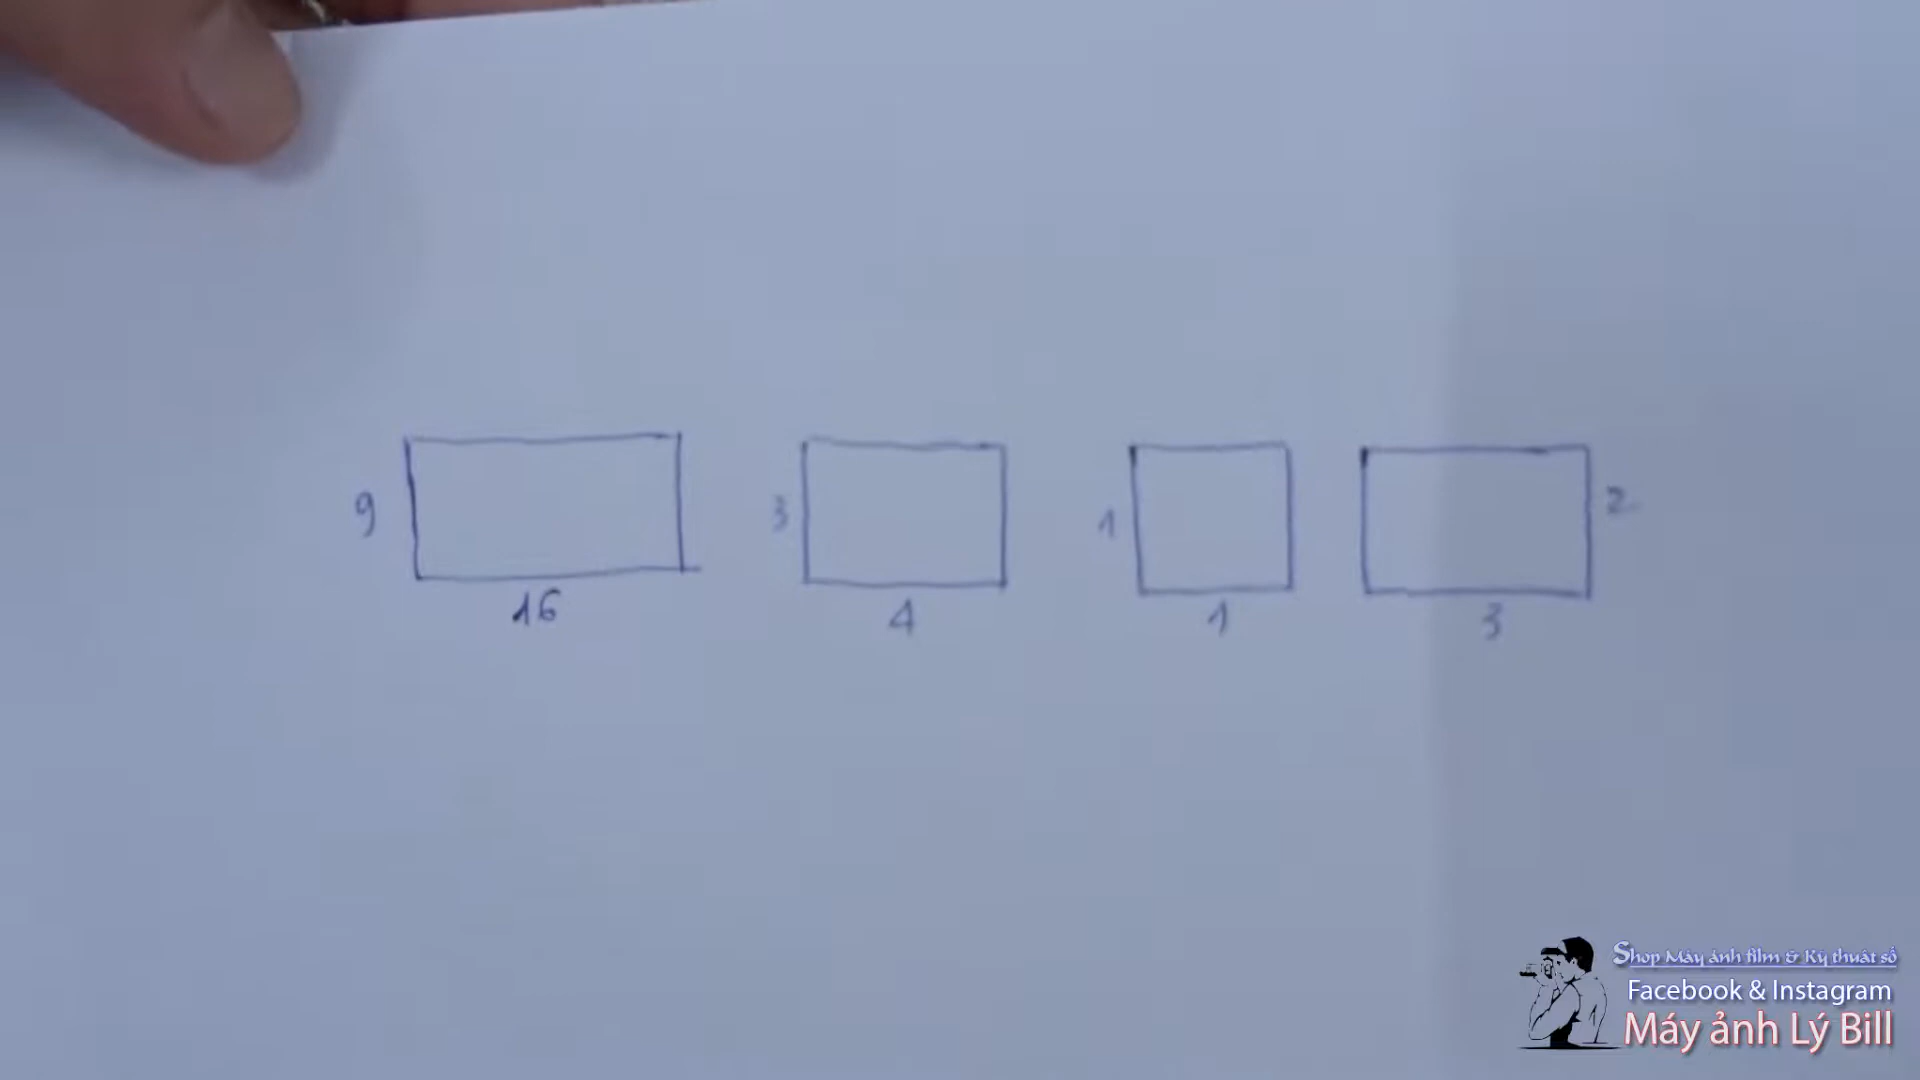 9
16
3
4
1
1
2
3
Shop Máy ảnh film & Kỹ thuật số
Facebook & Instagram
Máy ảnh Lý Bill